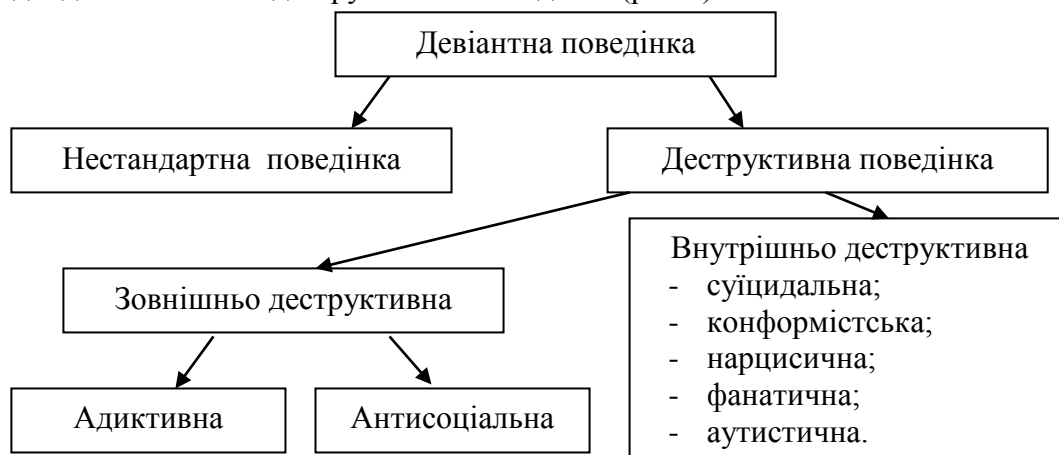 Девіантна поведінка
Нестандартна поведінка
Деструктивна поведінка
Зовнішньо деструктивна
Адиктивна
Антисоціальна
Внутрішньо деструктивна
- суїцидальна;
- конформістська;
- нарцисична;
- фанатична;
- аутистична.